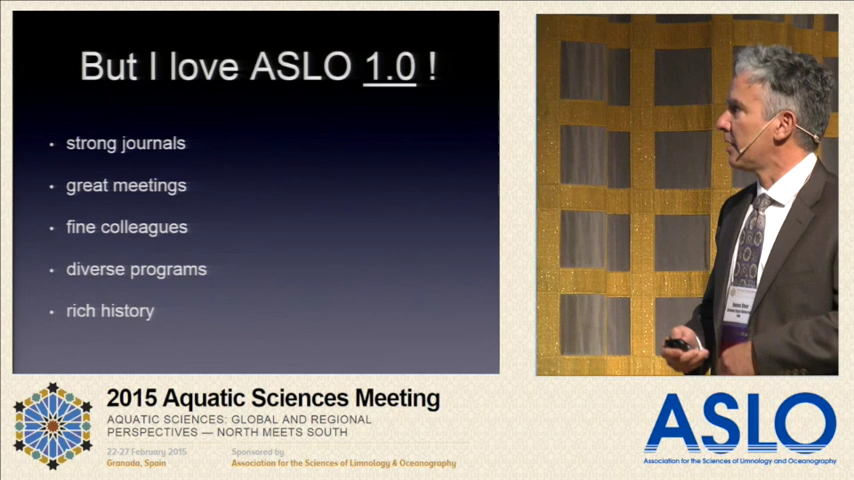 But I love ASLO 1.0 !
• strong journals
• great meetings
• fine colleagues
• diverse programs
• rich history
2015 Aquatic Sciences Meeting
AQUATIC SCIENCES: GLOBAL AND REGIONAL
PERSPECTIVES — NORTH MEETS SOUTH
22-27 February 2015
Granada, Spain
Sponsored by
Association for the Sciences of Limnology & Oceanography
ASLO
Association for the Sciences of Limnology and Oceanography